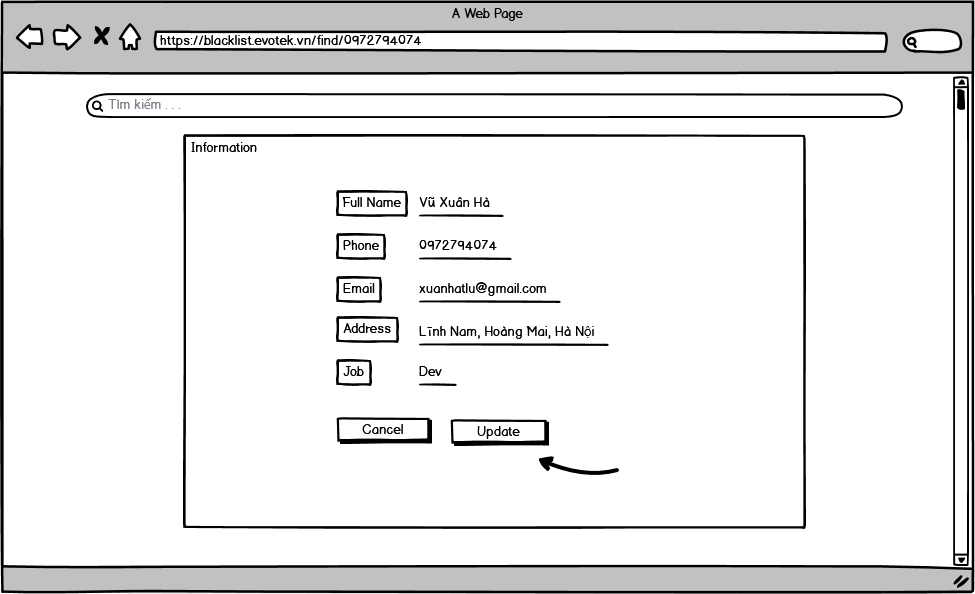 A Web Page
https://blacklist.evotek.vn/find/0972794074
Tìm kiếm . . .
Information
Full Name Vũ Xuân Hà
Phone 0972794074
Email xuanhatlu@gmail.com
Address Lĩnh Nam, Hoàng Mai, Hà Nội
Job Dev
Cancel Update